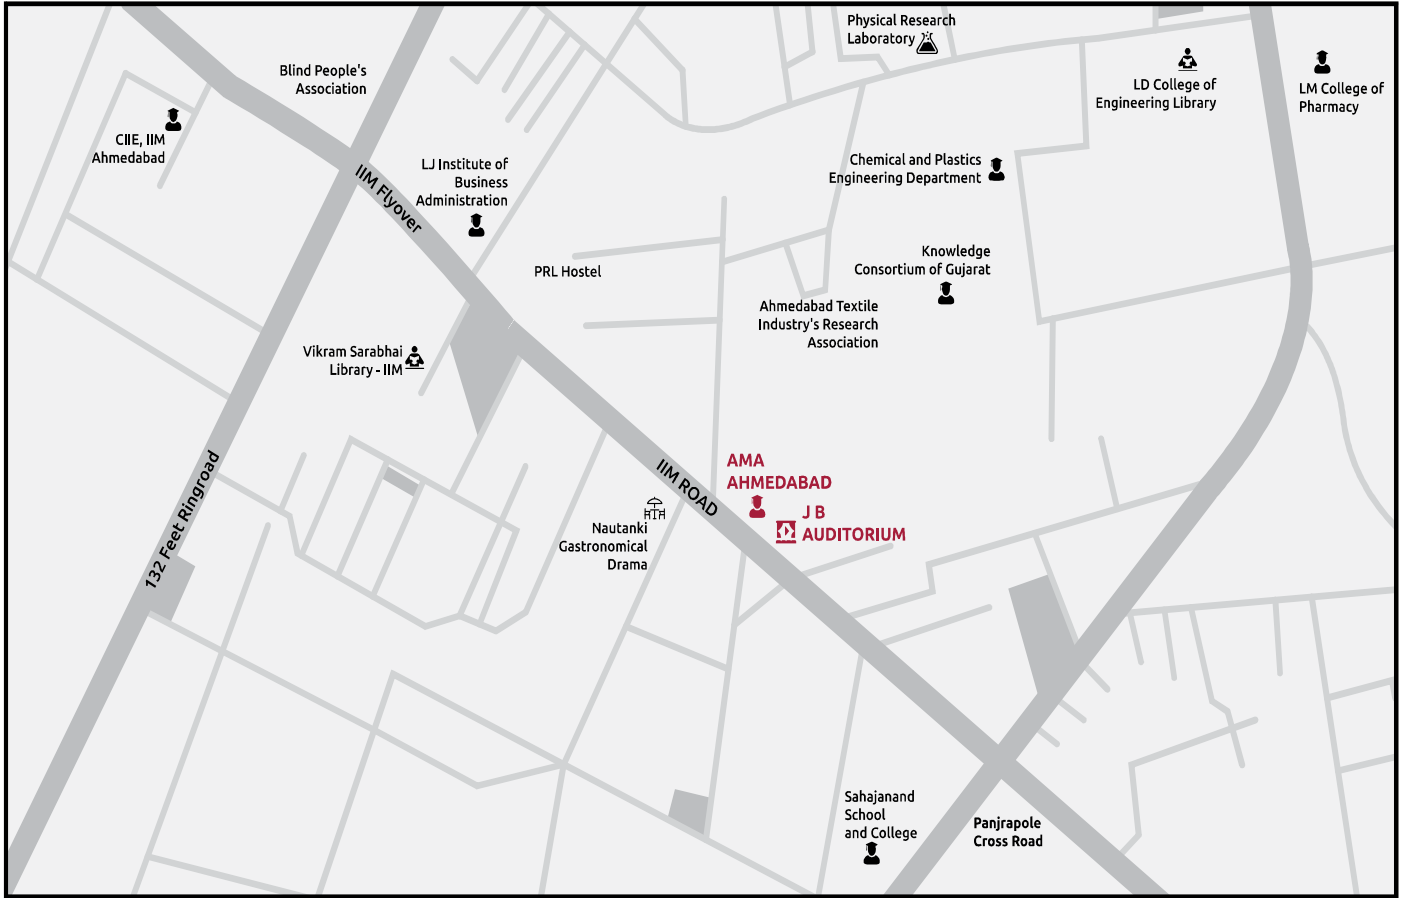 Physical Research
Laboratory
Blind People's
Association
LD College of
Engineering Library
LM College of
Pharmacy
CIIE, IIM
Ahmedabad
LJ Institute of
Business
Administration
IIM Flyover
Chemical and Plastics
Engineering Department
Knowledge
Consortium of Gujarat
PRL Hostel
Ahmedabad Textile
Industry's Research
Association
Vikram Sarabhai
Library - IIM
132 Feet Ringroad
IIM ROAD
AMA
AHMEDABAD
J B
AUDITORIUM
Nautanki
Gastronomical
Drama
Sahajanand
School
and College
Panjrapole
Cross Road